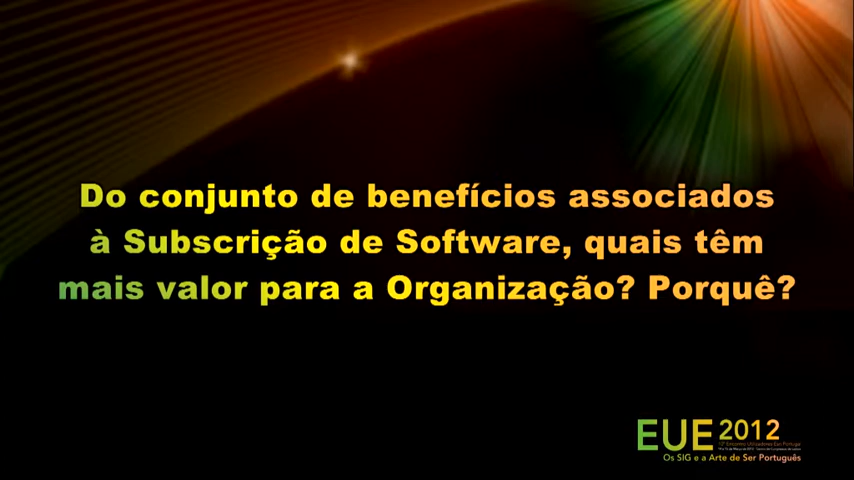 Do conjunto de benefícios associados
à Subscrição de Software, quais têm
mais valor para a Organização? Porquê?
EUE 2012
Os SIG e a Arte de Ser Português